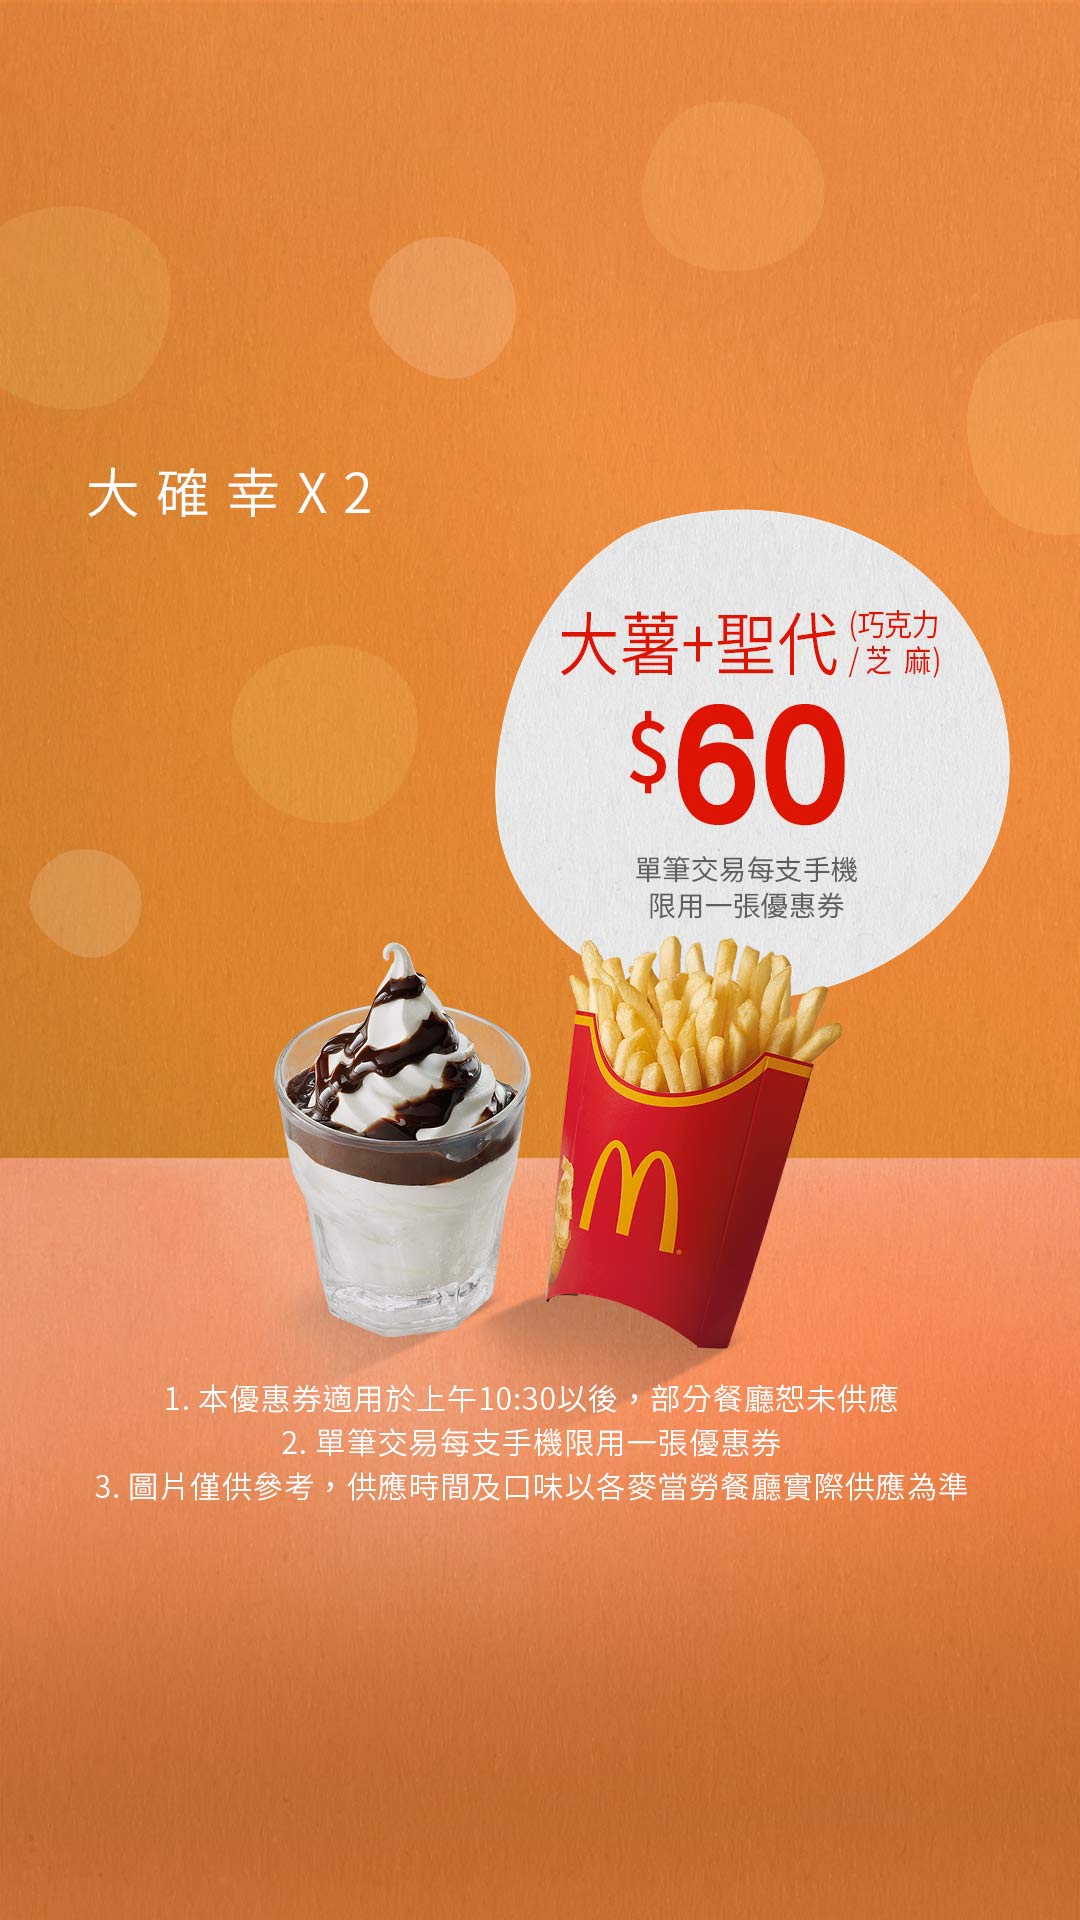 大確幸X2
大薯+聖代(巧克力
/芝麻)
$60
單筆交易每支手機
限用一張優惠券
1. 本優惠券適用於上午10:30以後，部分餐廳恕未供應
2. 單筆交易每支手機限用一張優惠券
3. 圖片僅供參考，供應時間及口味以各麥當勞餐廳實際供應為準